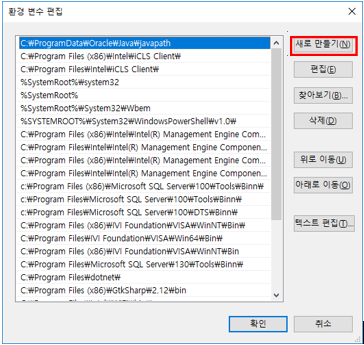 환경 변수 편집
C:₩ProgramData₩Oracle₩Java₩javapath
C:₩Program Files (x86)₩Intel₩iCLS Client₩
C:₩Program Files₩Intel₩iCLS Client₩
%SystemRoot%₩system32
%SystemRoot%
%SystemRoot%₩System32₩Wbem
%SYSTEMROOT%₩System32₩WindowsPowerShell₩v1.0₩
C:₩Program Files (x86)₩Intel₩Intel(R) Management Engine Com...
C:₩Program Files₩Intel₩Intel(R) Management Engine Componen...
C:₩Program Files (x86)₩Intel₩Intel(R) Management Engine Com...
C:₩Program Files₩Intel₩Intel(R) Management Engine Componen...
c:₩Program Files (x86)₩Microsoft SQL Server₩100₩Tools₩Binn₩
c:₩Program Files₩Microsoft SQL Server₩100₩Tools₩Binn₩
c:₩Program Files₩Microsoft SQL Server₩100₩DTS₩Binn₩
C:₩Program Files (x86)₩IVI Foundation₩VISA₩WinNT₩Bin₩
C:₩Program Files₩IVI Foundation₩VISA₩Win64₩Bin₩
C:₩Program Files (x86)₩IVI Foundation₩VISA₩WinNT₩Bin
C:₩Program Files₩Microsoft SQL Server₩130₩Tools₩Binn₩
C:₩Program Files₩dotnet₩
C:₩Program Files (x86)₩GtkSharp₩2.12₩bin
새로 만들기(N)
편집(E)
찾아보기(B)...
삭제(D)
위로 이동(U)
아래로 이동(O)
텍스트 편집(T)...
확인
취소